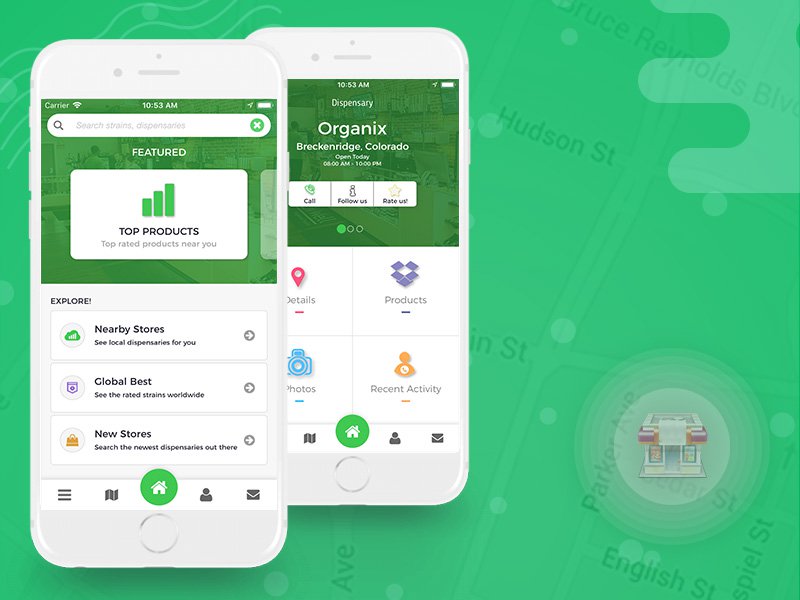 Carrier
10:53 AM
Search strains, dispensaries
FEATURED
TOP PRODUCTS
Top rated products near you
EXPLORE!
Nearby Stores
See local dispensaries for you
Global Best
See the rated strains worldwide
New Stores
Search the newest dispensaries out there
10:53 AM
Dispensary
Organix
Breckenridge, Colorado
Open Today
08:00 AM - 10:00 PM
Call
Follow us
Rate us!
Details
Products
Photos
Recent Activity
Bruce Reynolds Blvd
Hudson St
in St
Parker Ave
English St
spiel St
Ave